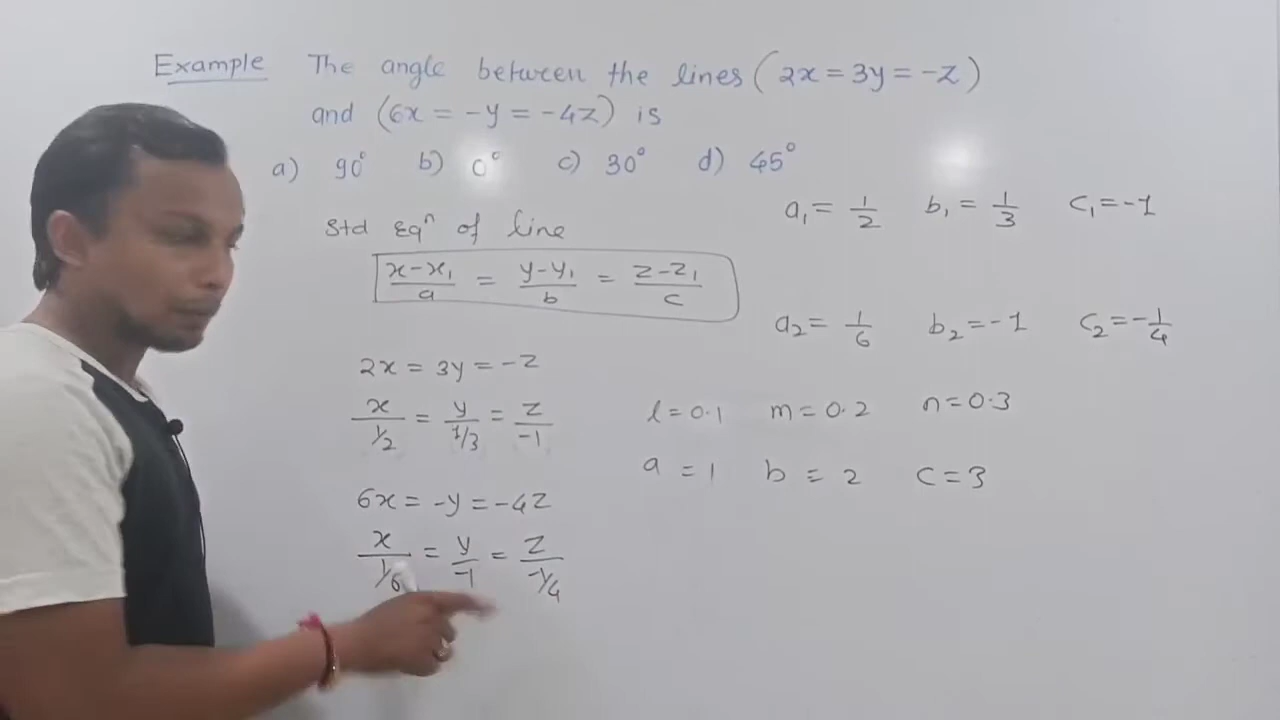 Example The angle between the lines (2x = 3y = -z)
and (6x = -y = -4z) is
a) 90° b) 0° c) 30° d) 45°
Std Eqⁿ of line
(x-x₁)/a = (y-y₁)/b = (z-z₁)/c
2x = 3y = -z
x/(1/2) = y/(1/3) = z/-1
6x = -y = -4z
x/(1/6) = y/-1 = z/(-1/4)
a₁ = 1/2 b₁ = 1/3 c₁ = -1
a₂ = 1/6 b₂ = -1 c₂ = -1/4
l = 0.1 m = 0.2 n = 0.3
a = 1 b = 2 c = 3